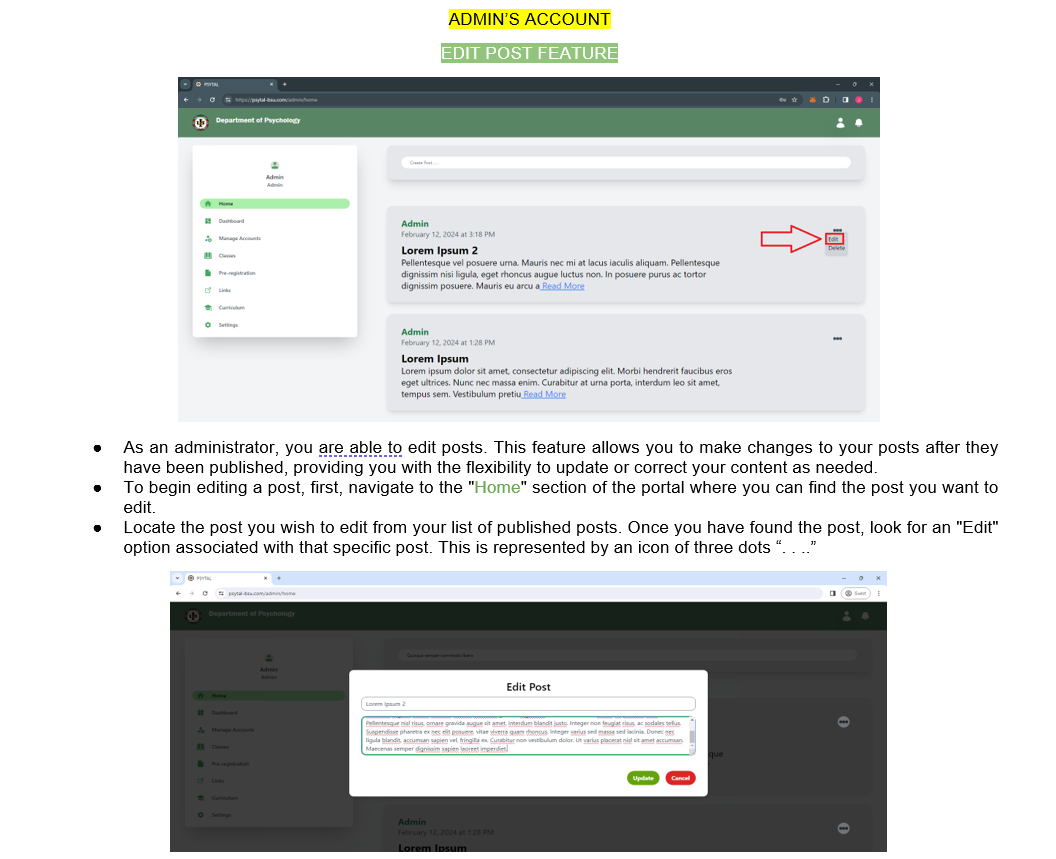 ADMIN'S ACCOUNT
EDIT POST FEATURE
PSYTAL
https://psytal-bsu.com/admin/home
Department of Psychology
Admin
Admin
Home
Dashboard
Manage Accounts
Classes
Pre-registration
Links
Curriculum
Settings
Create Post ...
Admin
February 12, 2024 at 3:18 PM
Lorem Ipsum 2
Pellentesque vel posuere urna. Mauris nec mi at lacus iaculis aliquam. Pellentesque
dignissim nisi ligula, eget rhoncus augue luctus non. In posuere purus ac tortor
dignissim posuere. Mauris eu arcu a Read More
Edit
Delete
Admin
February 12, 2024 at 1:28 PM
Lorem Ipsum
Lorem ipsum dolor sit amet, consectetur adipiscing elit. Morbi hendrerit faucibus eros
eget ultrices. Nunc nec massa enim. Curabitur at urna porta, interdum leo sit amet,
tempus sem. Vestibulum pretiu Read More
● As an administrator, you are able to edit posts. This feature allows you to make changes to your posts after they
have been published, providing you with the flexibility to update or correct your content as needed.
● To begin editing a post, first, navigate to the "Home" section of the portal where you can find the post you want to
edit.
● Locate the post you wish to edit from your list of published posts. Once you have found the post, look for an "Edit"
option associated with that specific post. This is represented by an icon of three dots “. . ..”
PSYTAL
psytal-bsu.com/admin/home
Guest
Department of Psychology
Admin
Admin
Home
Dashboard
Manage Accounts
Classes
Pre-registration
Links
Curriculum
Settings
Edit Post
Lorem Ipsum 2
Pellentesque nisl risus, ornare gravida augue sit amet, interdum blandit justo. Integer non feugiat risus, ac sodales tellus.
Suspendisse pharetra ex nec elit posuere, vitae viverra quam rhoncus. Integer varius sed massa sed lacinia. Donec nec
ligula blandit, accumsan sapien vel, fringilla ex. Curabitur non vestibulum dolor. Ut varius placerat nisl sit amet accumsan.
Maecenas semper dignissim sapien laoreet imperdiet.
Update
Cancel
que
Admin
February 12, 2024 at 1:28 PM
Lorem Ipsum